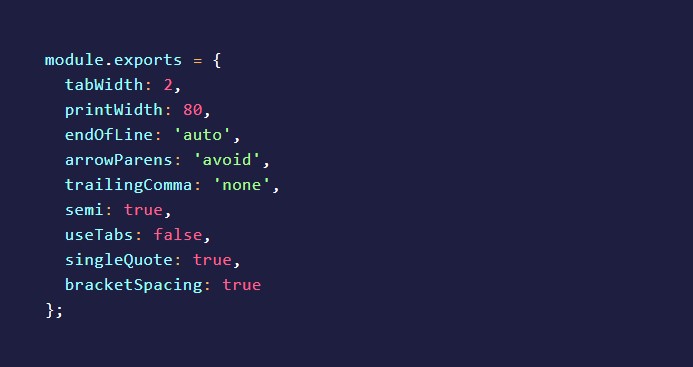 module.exports = {
  tabWidth: 2,
  printWidth: 80,
  endOfLine: 'auto',
  arrowParens: 'avoid',
  trailingComma: 'none',
  semi: true,
  useTabs: false,
  singleQuote: true,
  bracketSpacing: true
};